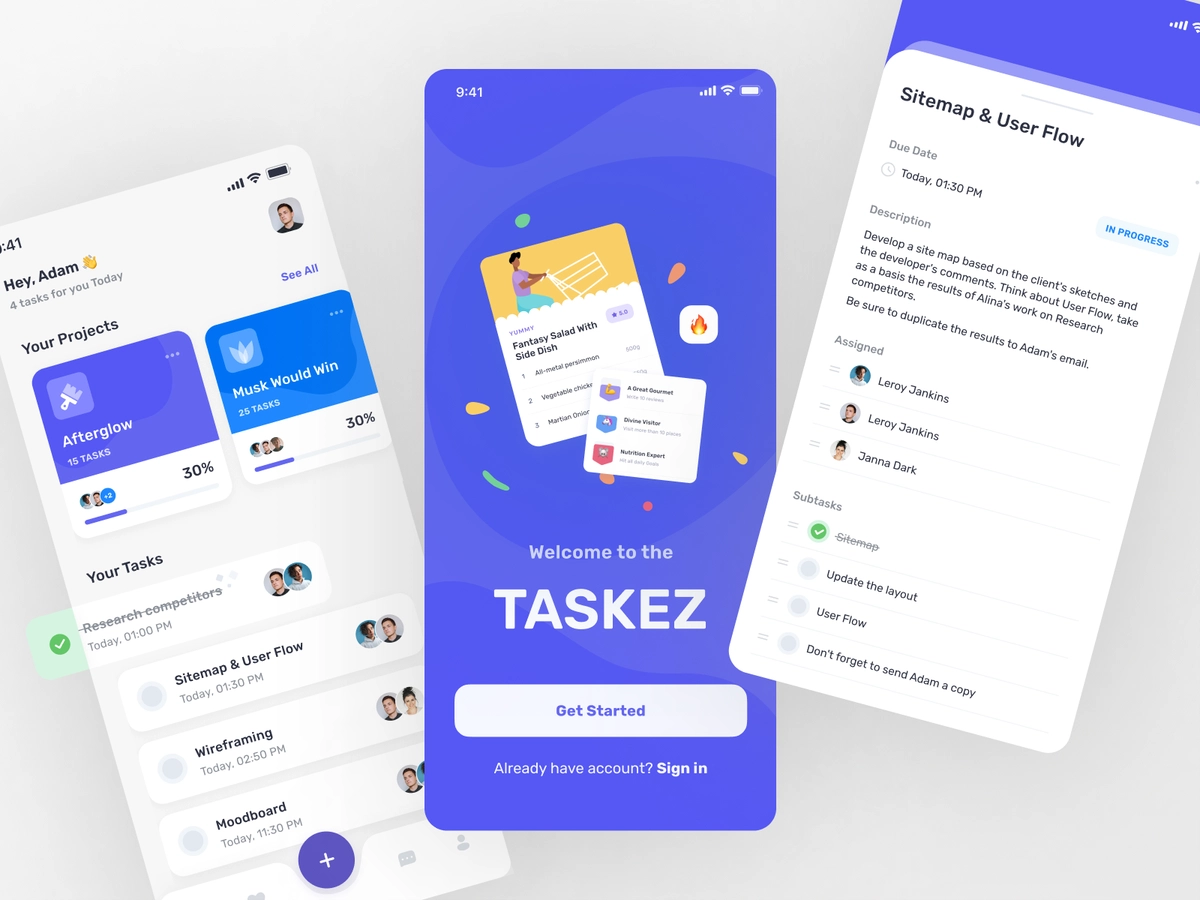 9:41
Hey, Adam 👋
4 tasks for you Today
Your Projects
See All
Afterglow
15 TASKS
+2
30%
Musk Would Win
25 TASKS
30%
Your Tasks
Research competitors
Today, 01:00 PM
Sitemap & User Flow
Today, 01:30 PM
Wireframing
Today, 02:50 PM
Moodboard
Today, 11:30 PM
+
9:41
YUMMY
5.0
Fantasy Salad With
Side Dish
1 All-metal persimmon 500g
2 Vegetable chicke
3 Martian Onion
A Great Gourmet
Write 10 reviews
Divine Visitor
Visit more than 10 places
Nutrition Expert
Hit all daily Goals
Welcome to the
TASKEZ
Get Started
Already have account? Sign in
Sitemap & User Flow
Due Date
Today, 01:30 PM
Description
IN PROGRESS
Develop a site map based on the client's sketches and
the developer's comments. Think about User Flow, take
as a basis the results of Alina's work on Research
competitors.
Be sure to duplicate the results to Adam's email.
Assigned
Leroy Jankins
Leroy Jankins
Janna Dark
Subtasks
Sitemap
Update the layout
User Flow
Don't forget to send Adam a copy